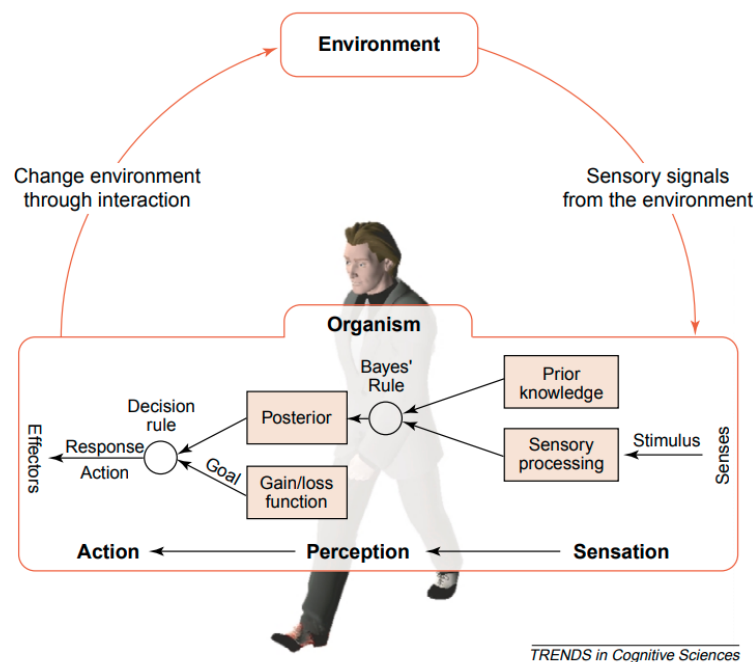 Environment
Change environment
through interaction
Sensory signals
from the environment
Organism
Bayes'
Rule
Prior
knowledge
Decision
rule
Posterior
Effectors
Response
Action
Goal
Gain/loss
function
Sensory
processing
Stimulus
Senses
Action
Perception
Sensation
TRENDS in Cognitive Sciences